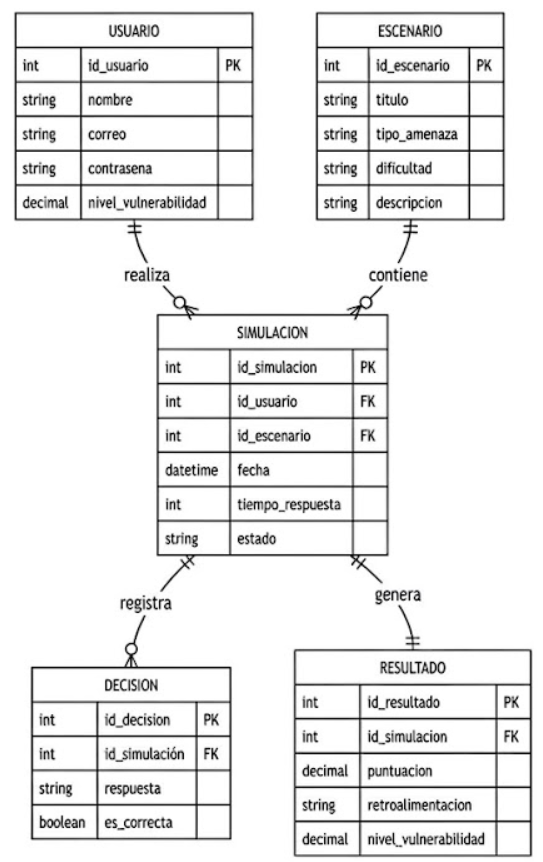 USUARIO
int id_usuario PK
string nombre
string correo
string contrasena
decimal nivel_vulnerabilidad
ESCENARIO
int id_escenario PK
string titulo
string tipo_amenaza
string dificultad
string descripcion
realiza
contiene
SIMULACION
int id_simulacion PK
int id_usuario FK
int id_escenario FK
datetime fecha
int tiempo_respuesta
string estado
registra
genera
DECISION
int id_decision PK
int id_simulación FK
string respuesta
boolean es_correcta
RESULTADO
int id_resultado PK
int id_simulacion FK
decimal puntuacion
string retroalimentacion
decimal nivel_vulnerabilidad